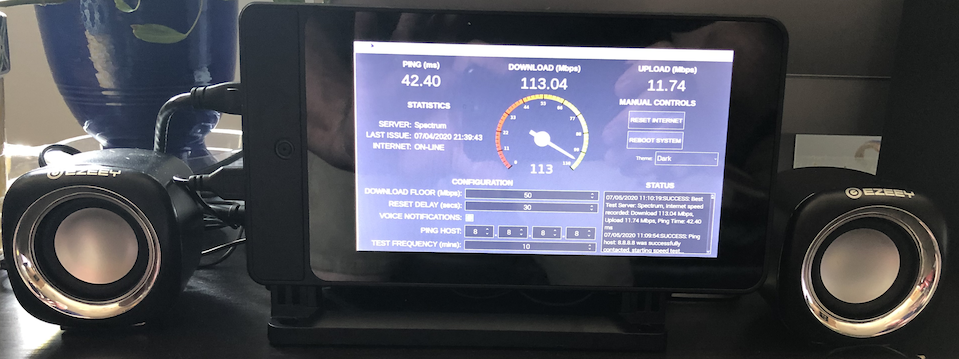 PING (ms)
42.40
DOWNLOAD (Mbps)
113.04
UPLOAD (Mbps)
11.74
STATISTICS
SERVER: Spectrum
LAST ISSUE: 07/04/2020 21:39:43
INTERNET: ON-LINE
113
MANUAL CONTROLS
RESET INTERNET
REBOOT SYSTEM
Theme: Dark
CONFIGURATION
DOWNLOAD FLOOR (Mbps): 50
RESET DELAY (secs): 30
VOICE NOTIFICATIONS:
PING HOST: 8 . 8 . 8 . 8
TEST FREQUENCY (mins): 10
STATUS
07/05/2020 11:10:19:SUCCESS: Best
Test Server: Spectrum, Internet speed
recorded: Download 113.04 Mbps,
Upload 11.74 Mbps, Ping Time: 42.40
ms
07/05/2020 11:09:54:SUCCESS: Ping
host: 8.8.8.8 was successfully
contacted, starting speed test...
EZEEY
EZEEY